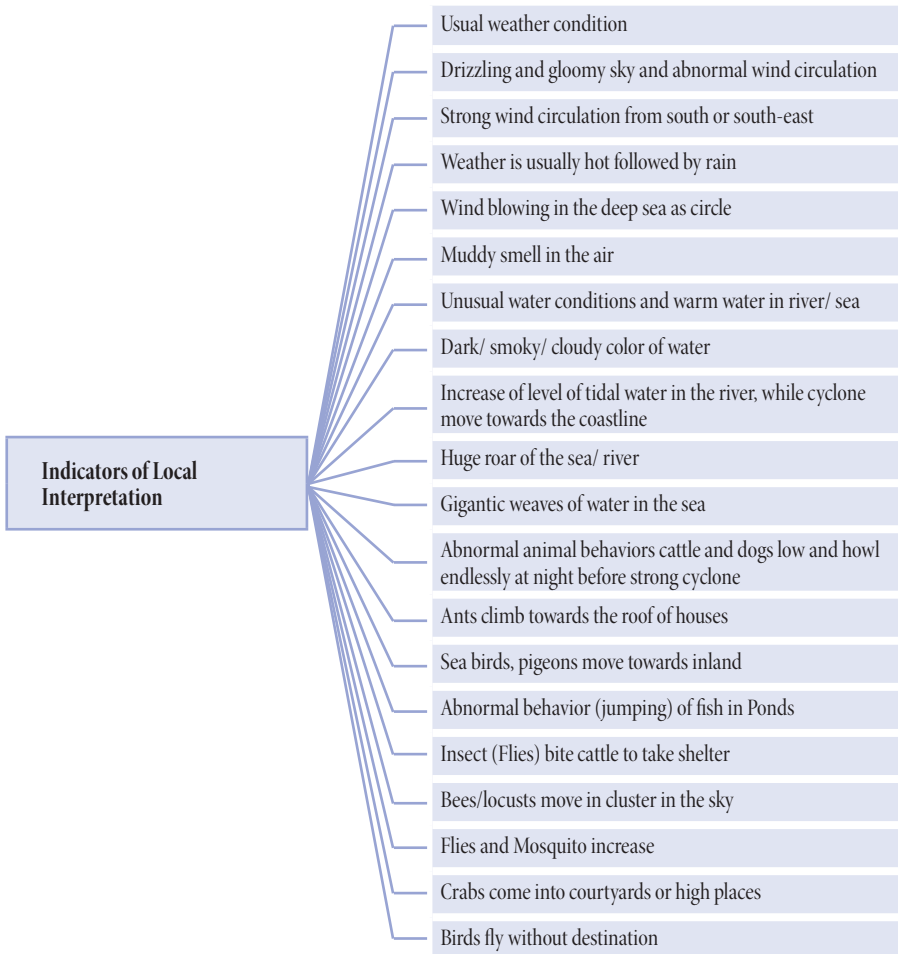 Usual weather condition
Drizzling and gloomy sky and abnormal wind circulation
Strong wind circulation from south or south-east
Weather is usually hot followed by rain
Wind blowing in the deep sea as circle
Muddy smell in the air
Unusual water conditions and warm water in river/ sea
Dark/ smoky/ cloudy color of water
Increase of level of tidal water in the river, while cyclone
move towards the coastline
Indicators of Local
Interpretation
Huge roar of the sea/ river
Gigantic weaves of water in the sea
Abnormal animal behaviors cattle and dogs low and howl
endlessly at night before strong cyclone
Ants climb towards the roof of houses
Sea birds, pigeons move towards inland
Abnormal behavior (jumping) of fish in Ponds
Insect (Flies) bite cattle to take shelter
Bees/locusts move in cluster in the sky
Flies and Mosquito increase
Crabs come into courtyards or high places
Birds fly without destination